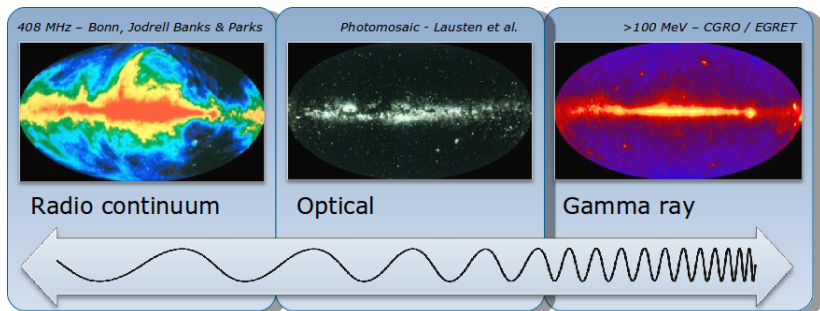 408 MHz – Bonn, Jodrell Banks & Parks
Photomosaic - Lausten et al.
>100 MeV – CGRO / EGRET
Radio continuum
Optical
Gamma ray